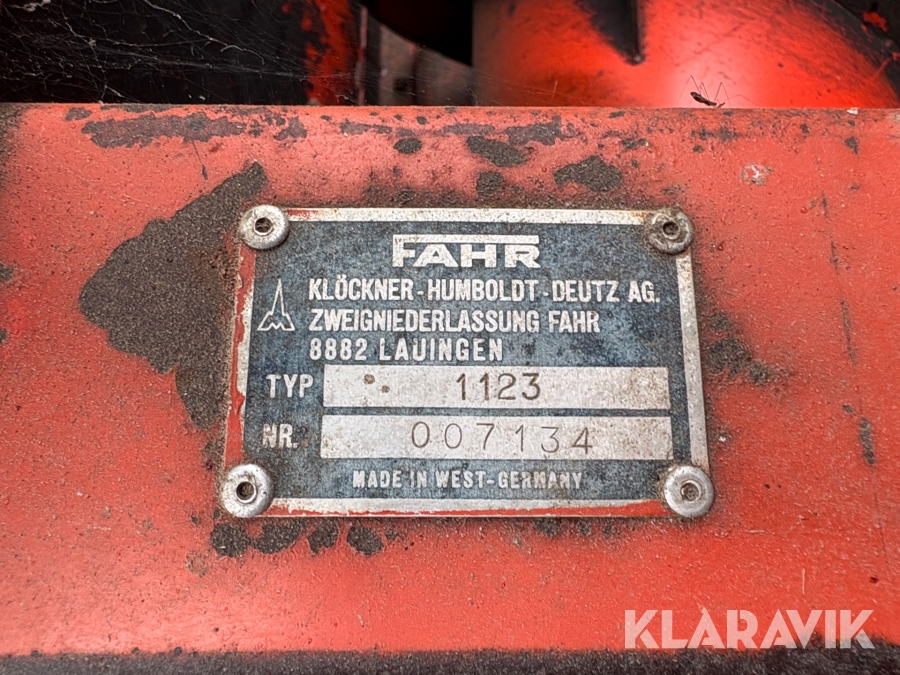 FAHR
KLÖCKNER-HUMBOLDT-DEUTZ AG.
ZWEIGNIEDERLASSUNG FAHR
8882 LAUINGEN
TYP 1123
NR. 007134
MADE IN WEST-GERMANY
KLARAVIK